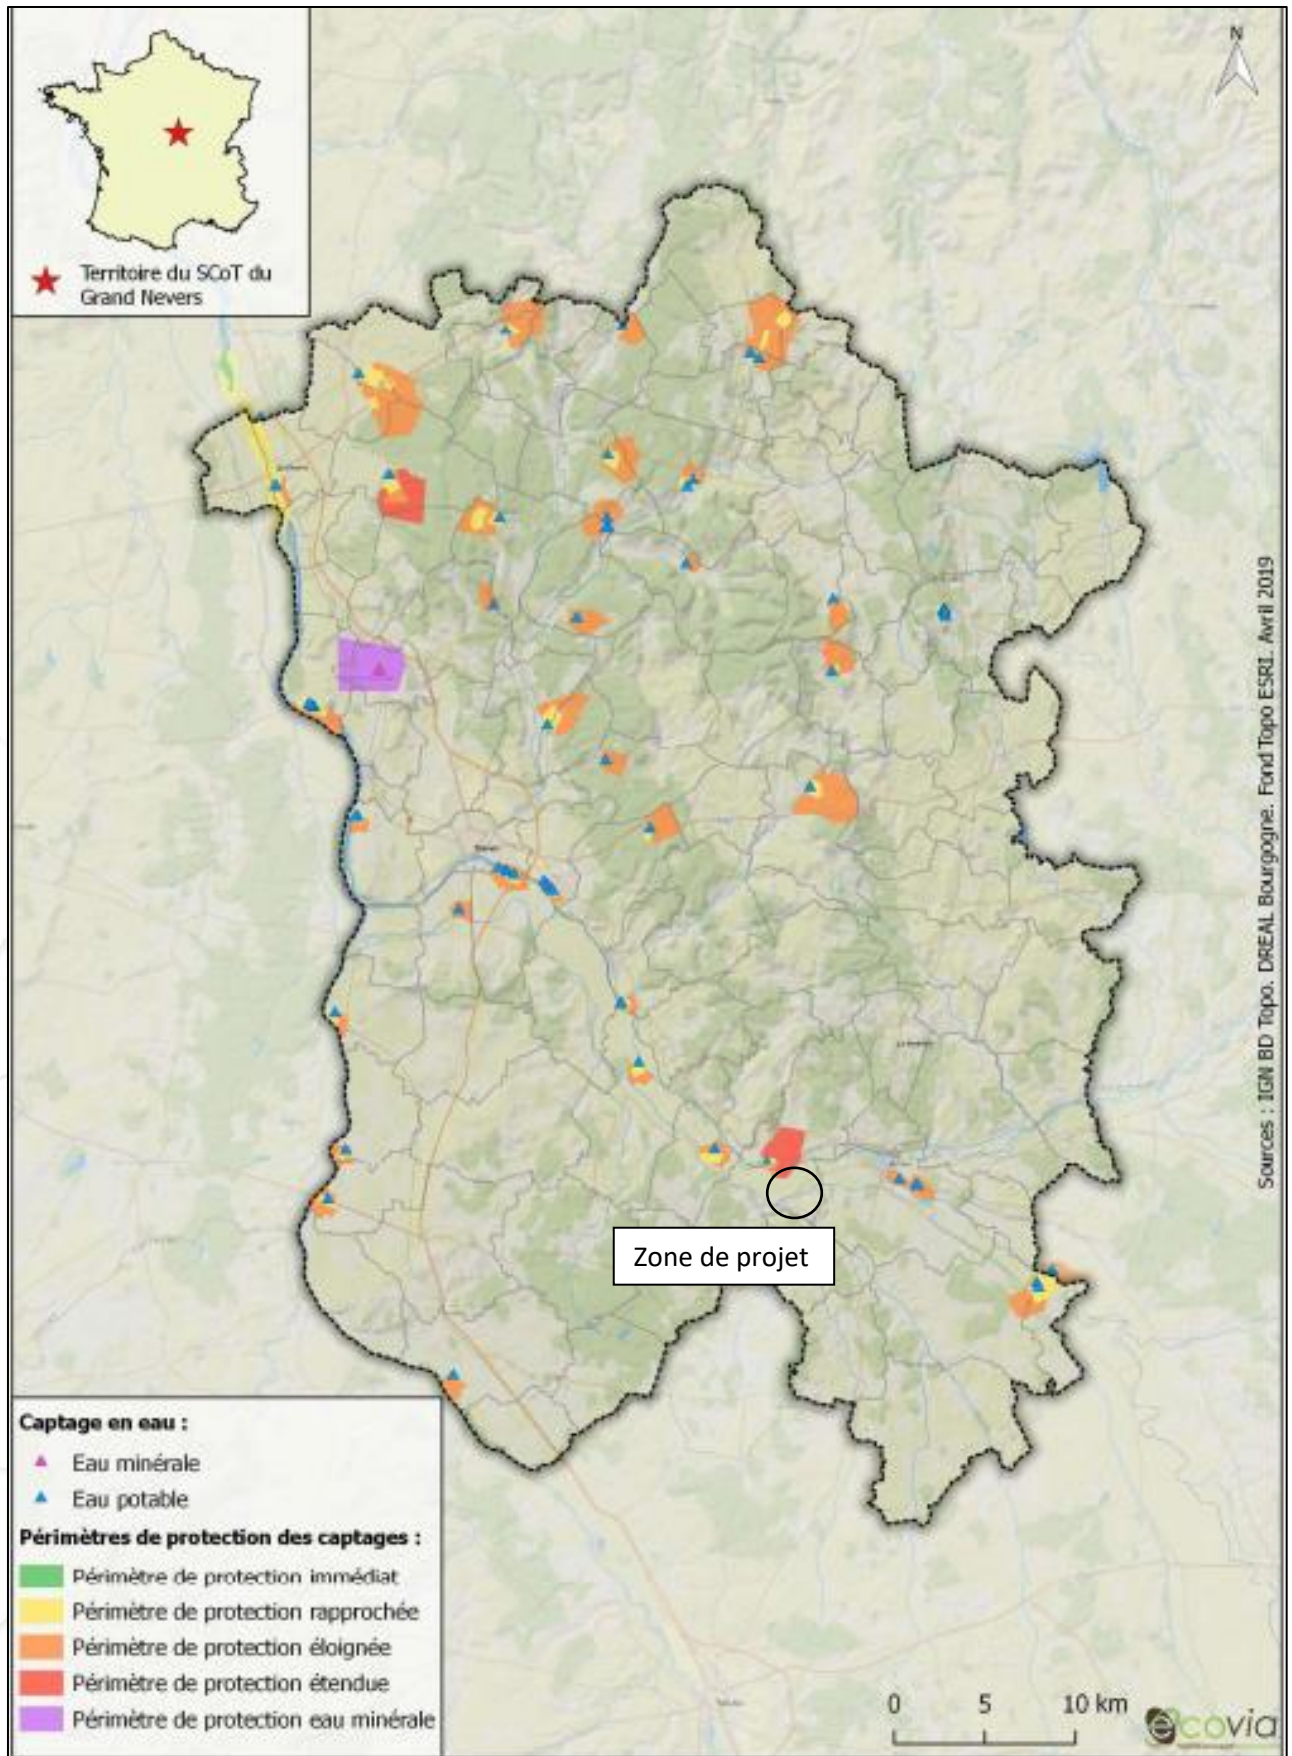 N
Territoire du SCoT du
Grand Nevers
Sources : IGN BD Topo. DREAL Bourgogne. Fond Topo ESRI. Avril 2019
Nevers
Zone de projet
Captage en eau :
Eau minérale
Eau potable
Périmètres de protection des captages :
Périmètre de protection immédiat
Périmètre de protection rapprochée
Périmètre de protection éloignée
Périmètre de protection étendue
Périmètre de protection eau minérale
0 5 10 km
ecovia